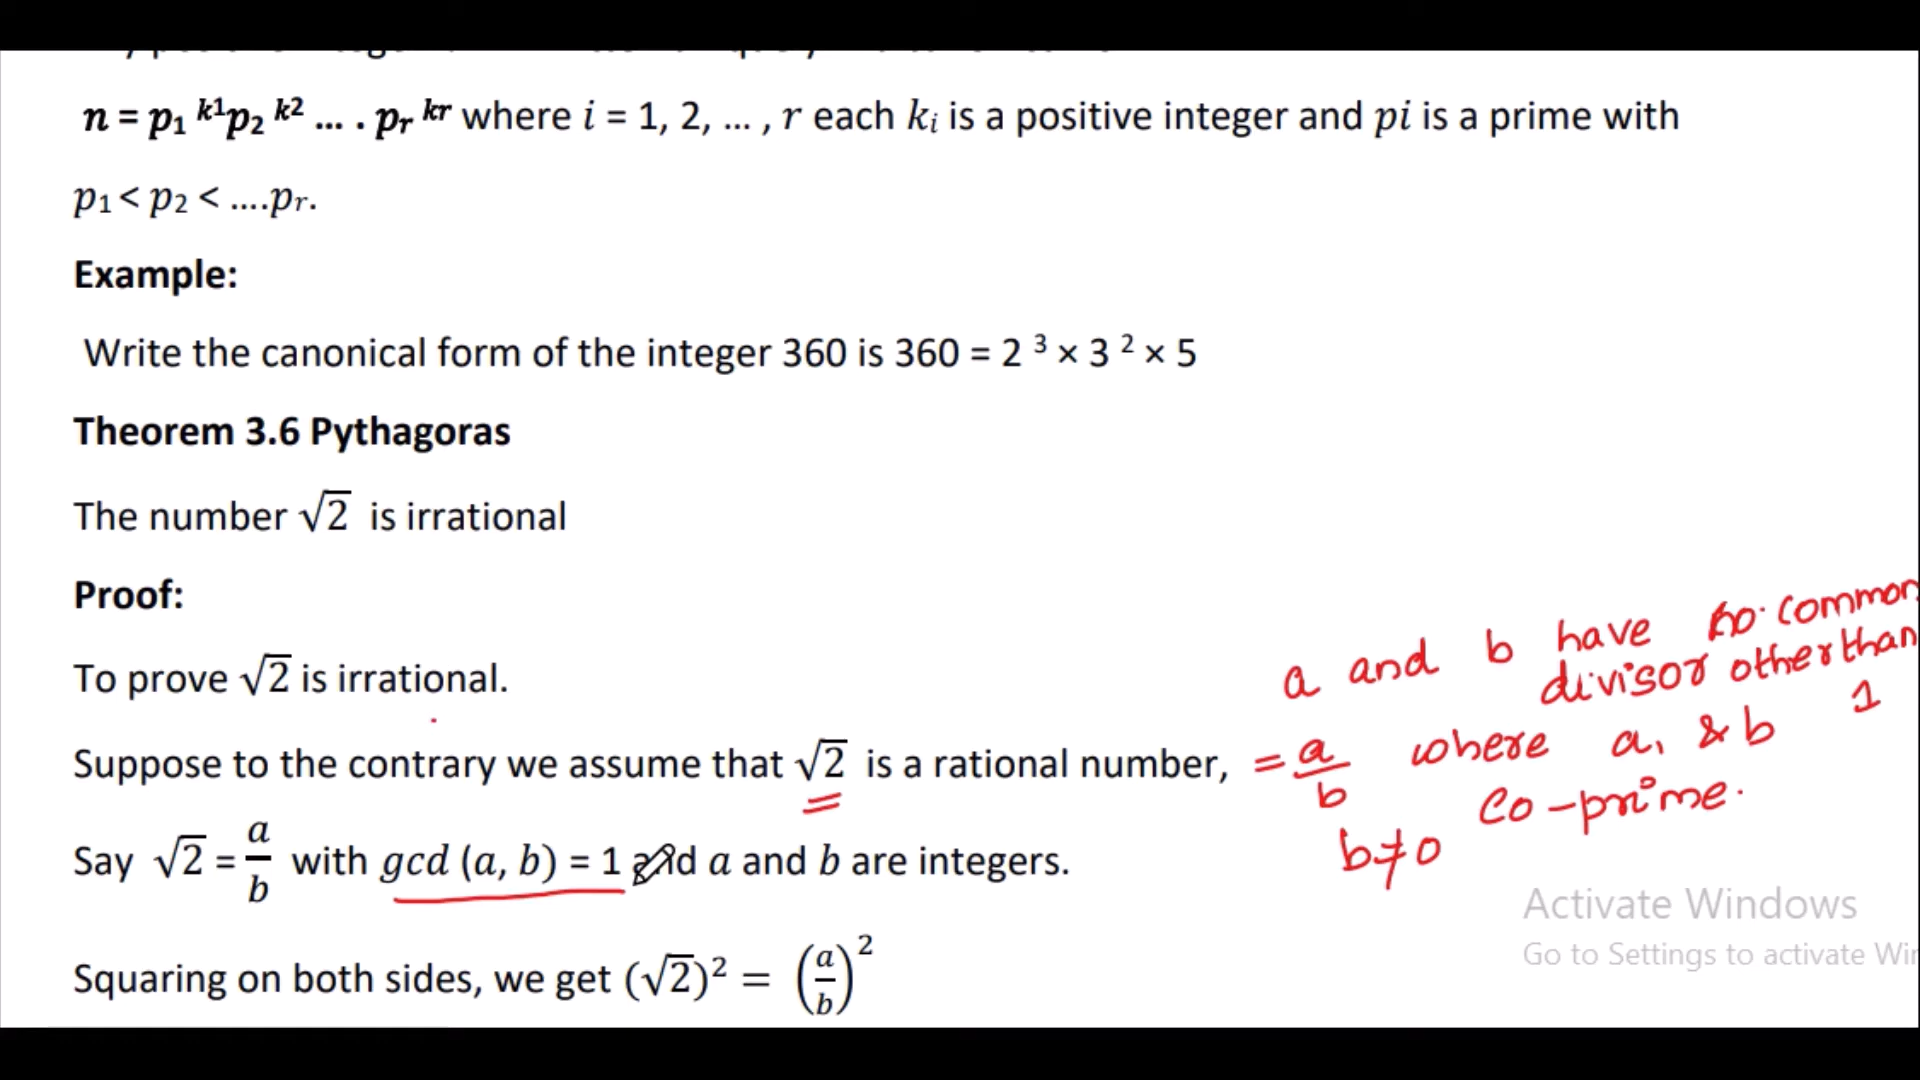 n = p₁ ᵏ¹p₂ ᵏ² ... . pᵣ ᵏʳ where i = 1, 2, ... , r each kᵢ is a positive integer and pi is a prime with
p₁ < p₂ < ....pᵣ.
Example:
Write the canonical form of the integer 360 is 360 = 2 ³ × 3 ² × 5
Theorem 3.6 Pythagoras
The number √2 is irrational
Proof:
To prove √2 is irrational.
a and b have no common
divisor other than
1
Suppose to the contrary we assume that √2 is a rational number, = a/b where a, & b
co-prime.
b≠0
Say √2 = a/b with gcd (a, b) = 1 and a and b are integers.
Activate Windows
Go to Settings to activate Wi
Squaring on both sides, we get (√2)² = (a/b)²